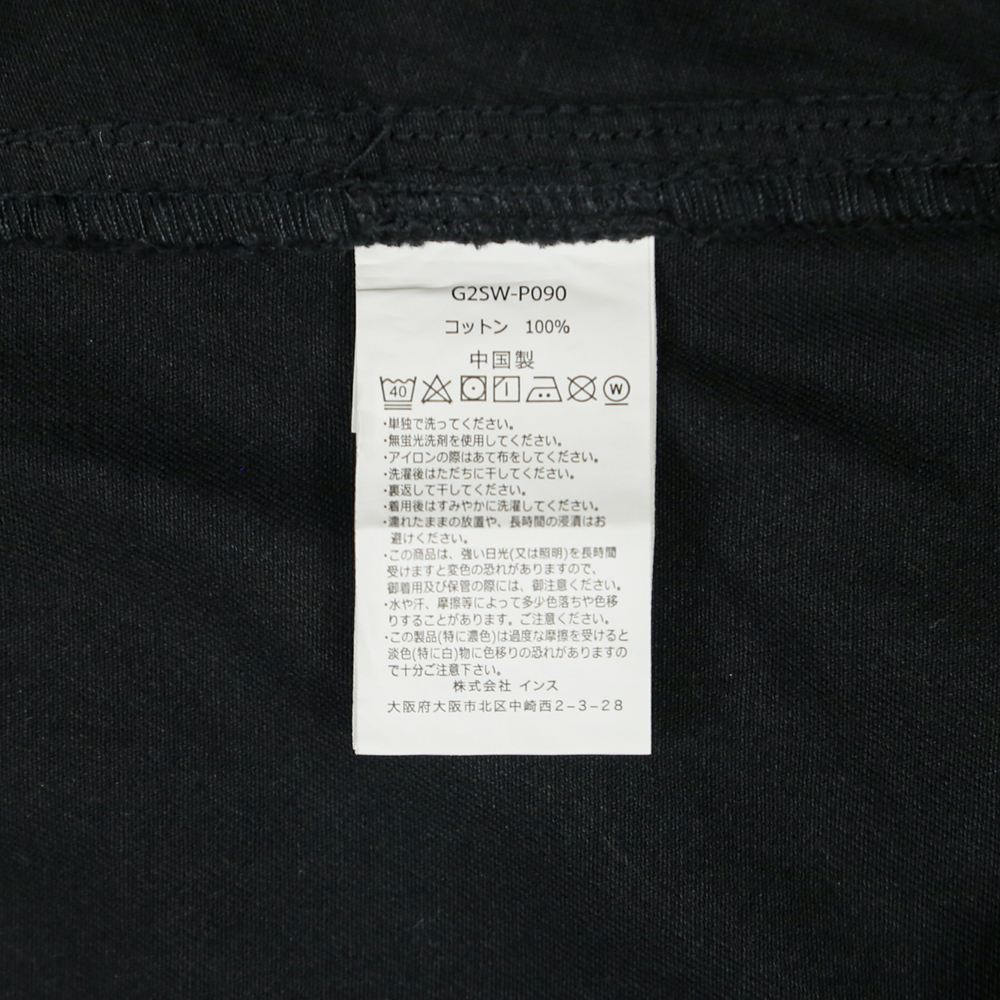 G2SW-P090
コットン 100%
中国製
40 W
・単独で洗ってください。
・無蛍光洗剤を使用してください。
・アイロンの際はあて布をしてください。
・洗濯後はただちに干してください。
・裏返して干してください。
・着用後はすみやかに洗濯してください。
・濡れたままの放置や、長時間の浸漬はお
避けください。
・この商品は、強い日光(又は照明)を長時間
受けますと変色の恐れがありますので、
御着用及び保管の際には、御注意ください。
・水や汗、摩擦等によって多少色落ちや色移
りすることがあります。ご注意ください。
・この製品(特に濃色)は過度な摩擦を受けると
淡色(特に白)物に色移りの恐れがありますの
で十分ご注意下さい。
株式会社 インス
大阪府大阪市北区中崎西2-3-28